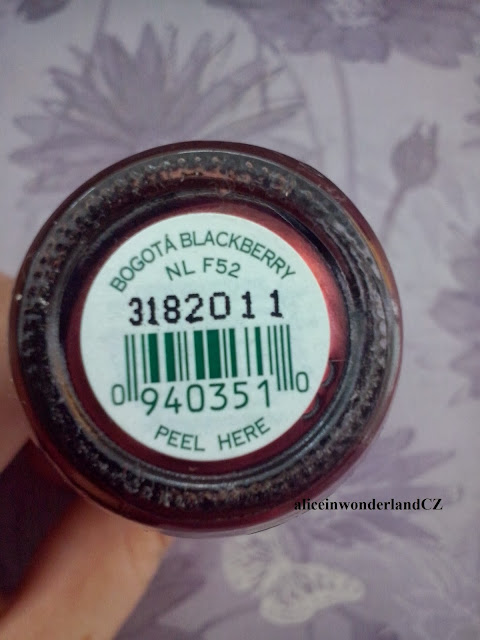 BOGOTÁ BLACKBERRY
NL F52
3182011
0 940351 0
PEEL HERE
aliceinwonderlandCZ